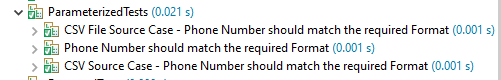 ParameterizedTests (0.021 s)
CSV File Source Case - Phone Number should match the required Format (0.001 s)
Phone Number should match the required Format (0.001 s)
CSV Source Case - Phone Number should match the required Format (0.001 s)